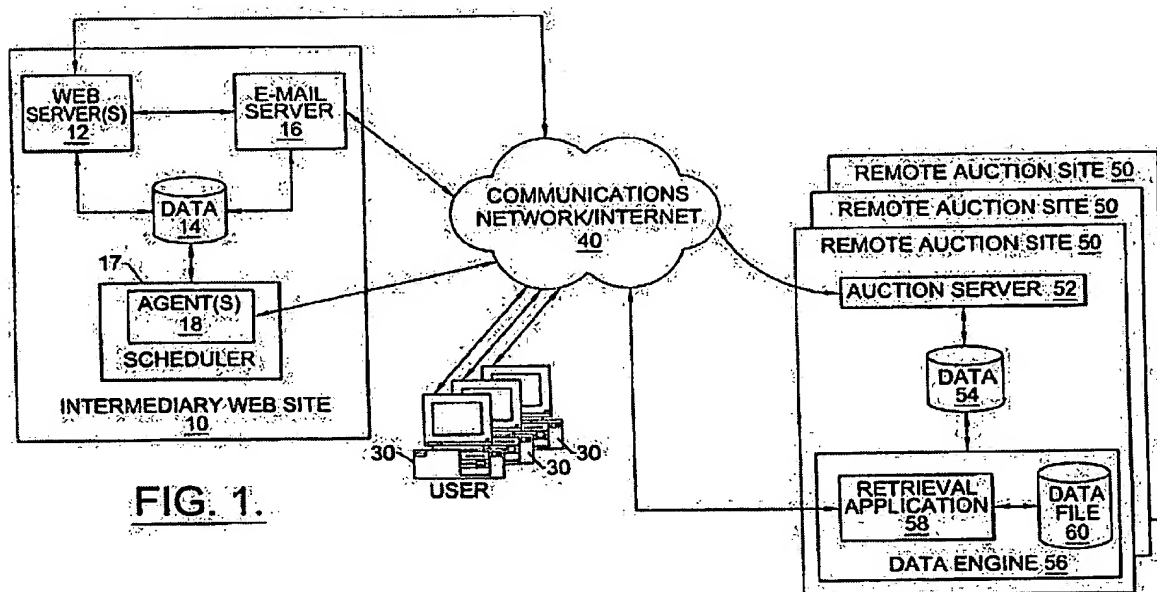 WEB
SERVER(S)
12
E-MAIL
SERVER
16
DATA
14
17
AGENT(S)
18
SCHEDULER
INTERMEDIARY WEB SITE
10
COMMUNICATIONS
NETWORK/INTERNET
40
30
30
30
USER
REMOTE AUCTION SITE 50
REMOTE AUCTION SITE 50
REMOTE AUCTION SITE 50
AUCTION SERVER 52
DATA
54
RETRIEVAL
APPLICATION
58
DATA
FILE
60
DATA ENGINE 56
FIG. 1.